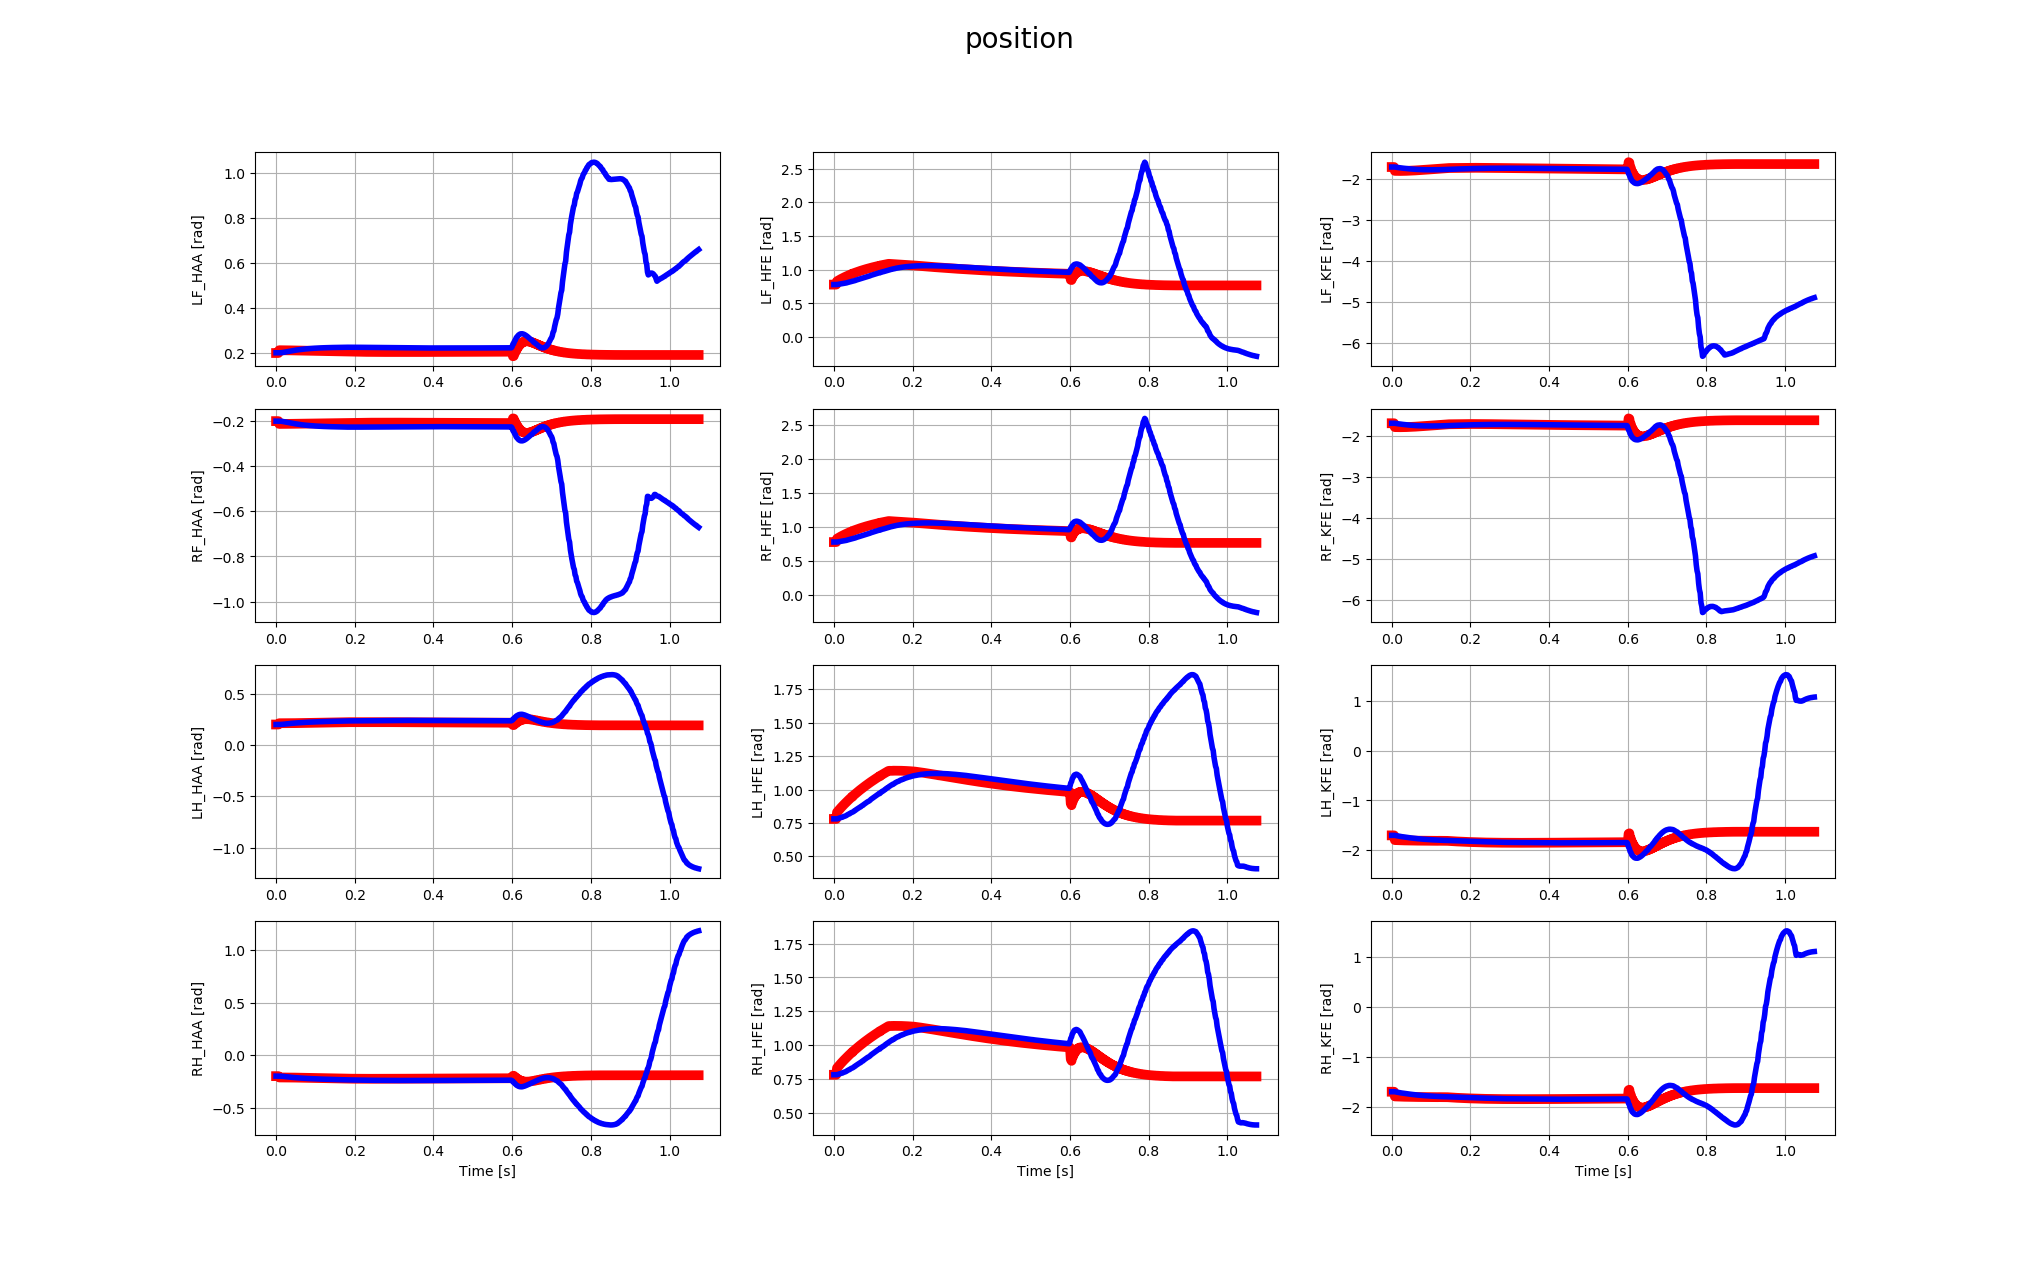 position
LF_HAA [rad]
1.0
0.8
0.6
0.4
0.2
0.0 0.2 0.4 0.6 0.8 1.0
LF_HFE [rad]
2.5
2.0
1.5
1.0
0.5
0.0
0.0 0.2 0.4 0.6 0.8 1.0
LF_KFE [rad]
−2
−3
−4
−5
−6
0.0 0.2 0.4 0.6 0.8 1.0
RF_HAA [rad]
−0.2
−0.4
−0.6
−0.8
−1.0
0.0 0.2 0.4 0.6 0.8 1.0
RF_HFE [rad]
2.5
2.0
1.5
1.0
0.5
0.0
0.0 0.2 0.4 0.6 0.8 1.0
RF_KFE [rad]
−2
−3
−4
−5
−6
0.0 0.2 0.4 0.6 0.8 1.0
LH_HAA [rad]
0.5
0.0
−0.5
−1.0
0.0 0.2 0.4 0.6 0.8 1.0
LH_HFE [rad]
1.75
1.50
1.25
1.00
0.75
0.50
0.0 0.2 0.4 0.6 0.8 1.0
LH_KFE [rad]
1
0
−1
−2
0.0 0.2 0.4 0.6 0.8 1.0
RH_HAA [rad]
1.0
0.5
0.0
−0.5
0.0 0.2 0.4 0.6 0.8 1.0
Time [s]
RH_HFE [rad]
1.75
1.50
1.25
1.00
0.75
0.50
0.0 0.2 0.4 0.6 0.8 1.0
Time [s]
RH_KFE [rad]
1
0
−1
−2
0.0 0.2 0.4 0.6 0.8 1.0
Time [s]